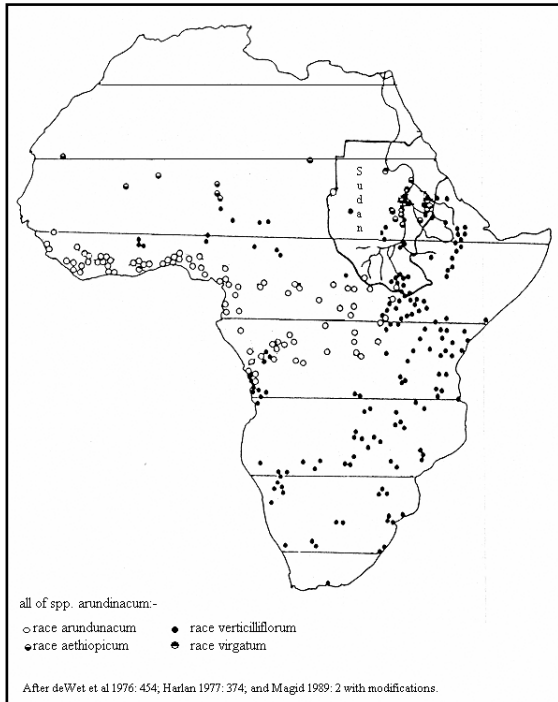 Sudan
all of spp. arundinacum:-
race arundunacum
race verticilliflorum
race aethiopicum
race virgatum
After deWet et al 1976: 454; Harlan 1977: 374; and Magid 1989: 2 with modifications.